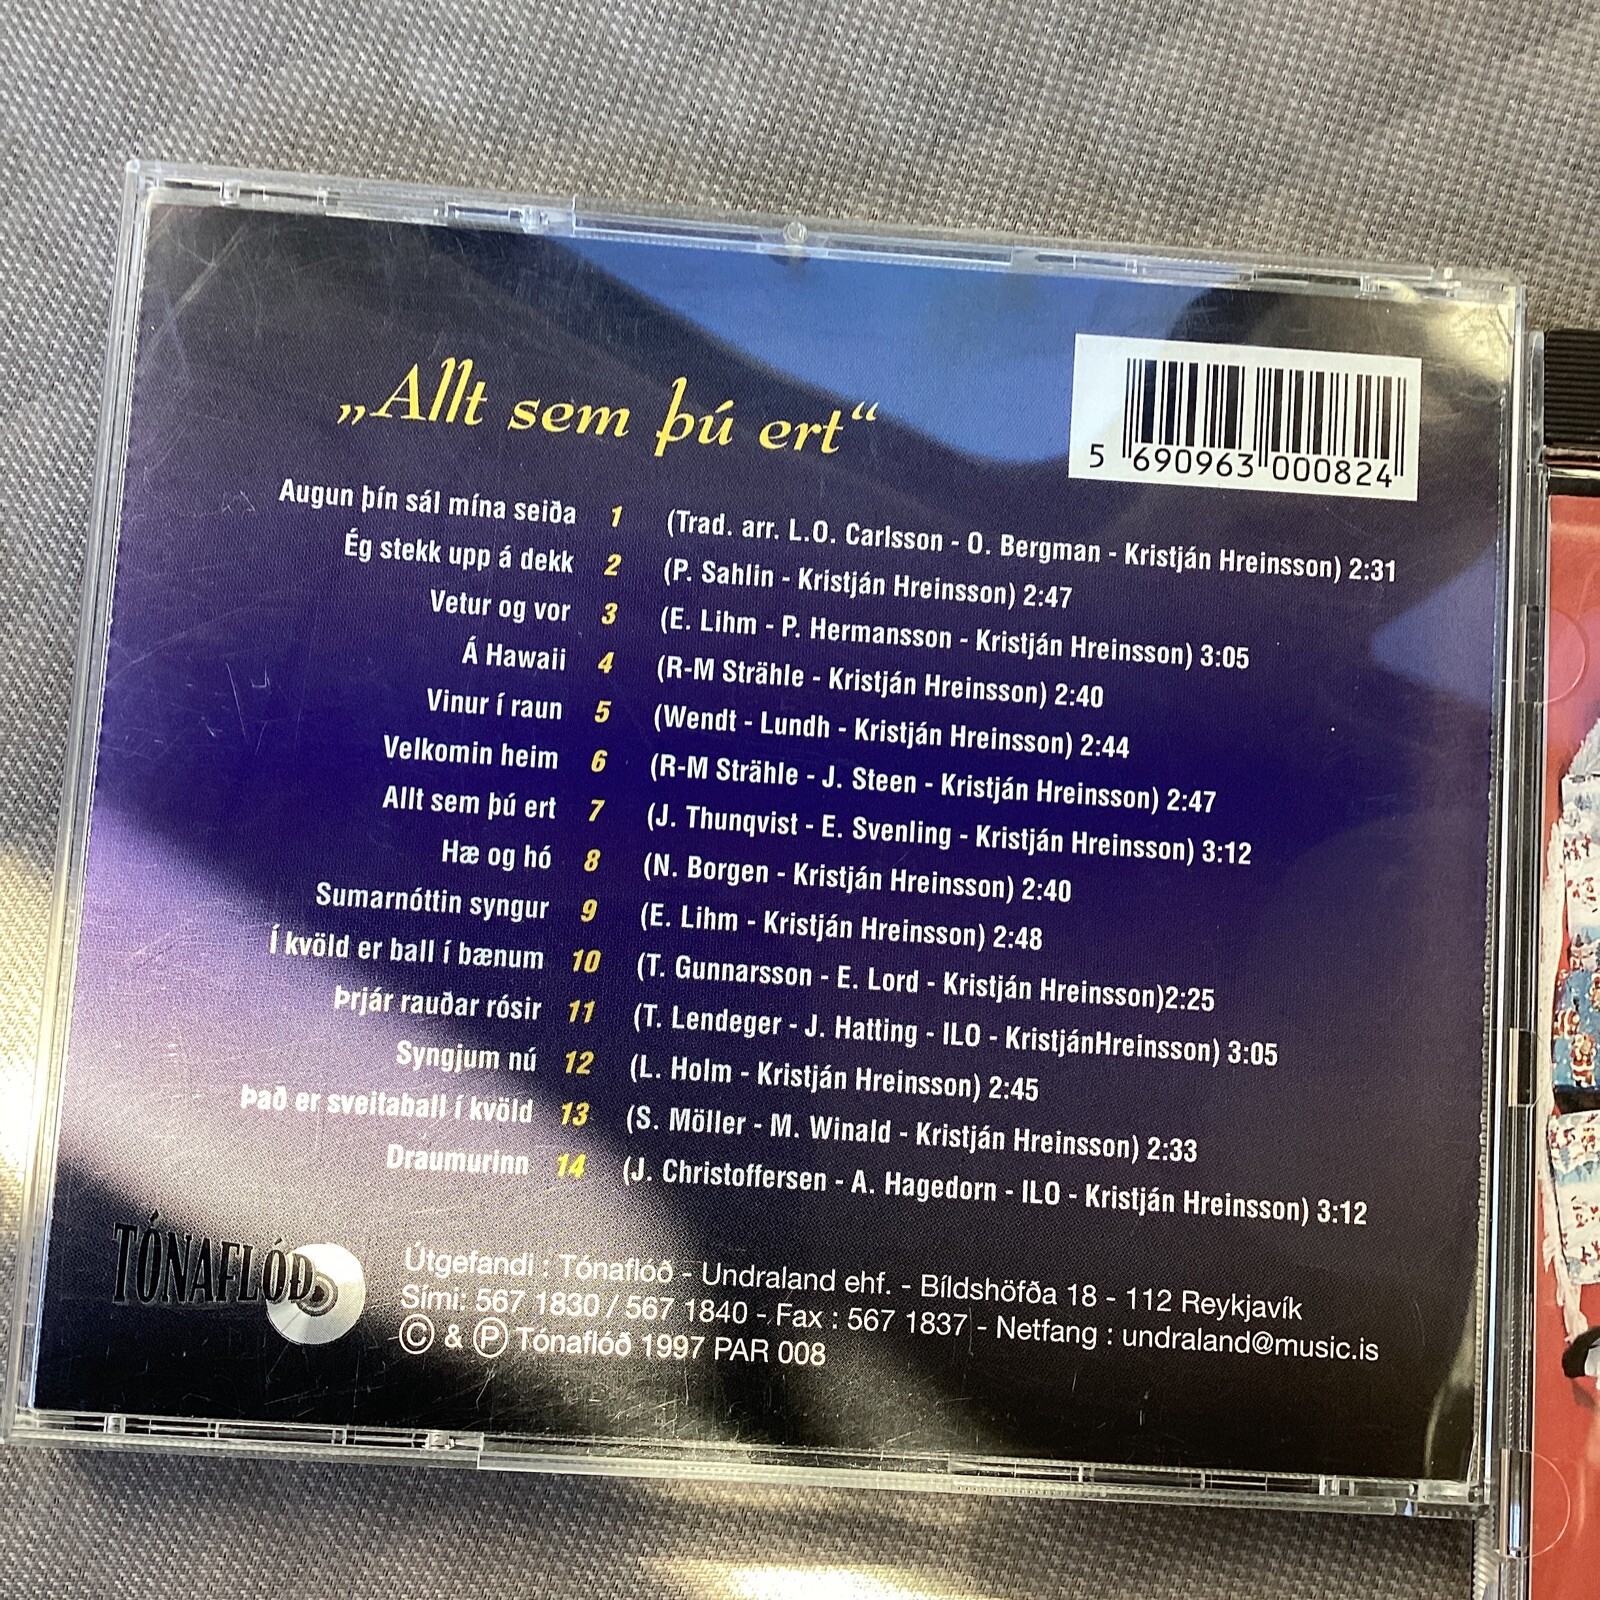 „Allt sem þú ert“
5 690963 000824
Augun þín sál mína seiða 1 (Trad. arr. L.O. Carlsson - O. Bergman - Kristján Hreinsson) 2:31
Ég stekk upp á dekk 2 (P. Sahlin - Kristján Hreinsson) 2:47
Vetur og vor 3 (E. Lihm - P. Hermansson - Kristján Hreinsson) 3:05
Á Hawaii 4 (R-M Strähle - Kristján Hreinsson) 2:40
Vinur í raun 5 (Wendt - Lundh - Kristján Hreinsson) 2:44
Velkomin heim 6 (R-M Strähle - J. Steen - Kristján Hreinsson) 2:47
Allt sem þú ert 7 (J. Thunqvist - E. Svenling - Kristján Hreinsson) 3:12
Hæ og hó 8 (N. Borgen - Kristján Hreinsson) 2:40
Sumarnóttin syngur 9 (E. Lihm - Kristján Hreinsson) 2:48
Í kvöld er ball í bænum 10 (T. Gunnarsson - E. Lord - Kristján Hreinsson)2:25
Þrjár rauðar rósir 11 (T. Lendeger - J. Hatting - ILO - KristjánHreinsson) 3:05
Syngjum nú 12 (L. Holm - Kristján Hreinsson) 2:45
Það er sveitaball í kvöld 13 (S. Möller - M. Winald - Kristján Hreinsson) 2:33
Draumurinn 14 (J. Christoffersen - A. Hagedorn - ILO - Kristján Hreinsson) 3:12
TÓNAFLÓÐ
Útgefandi : Tónaflóð - Undraland ehf. - Bíldshöfða 18 - 112 Reykjavík
Sími: 567 1830 / 567 1840 - Fax : 567 1837 - Netfang : undraland@music.is
© & ℗ Tónaflóð 1997 PAR 008